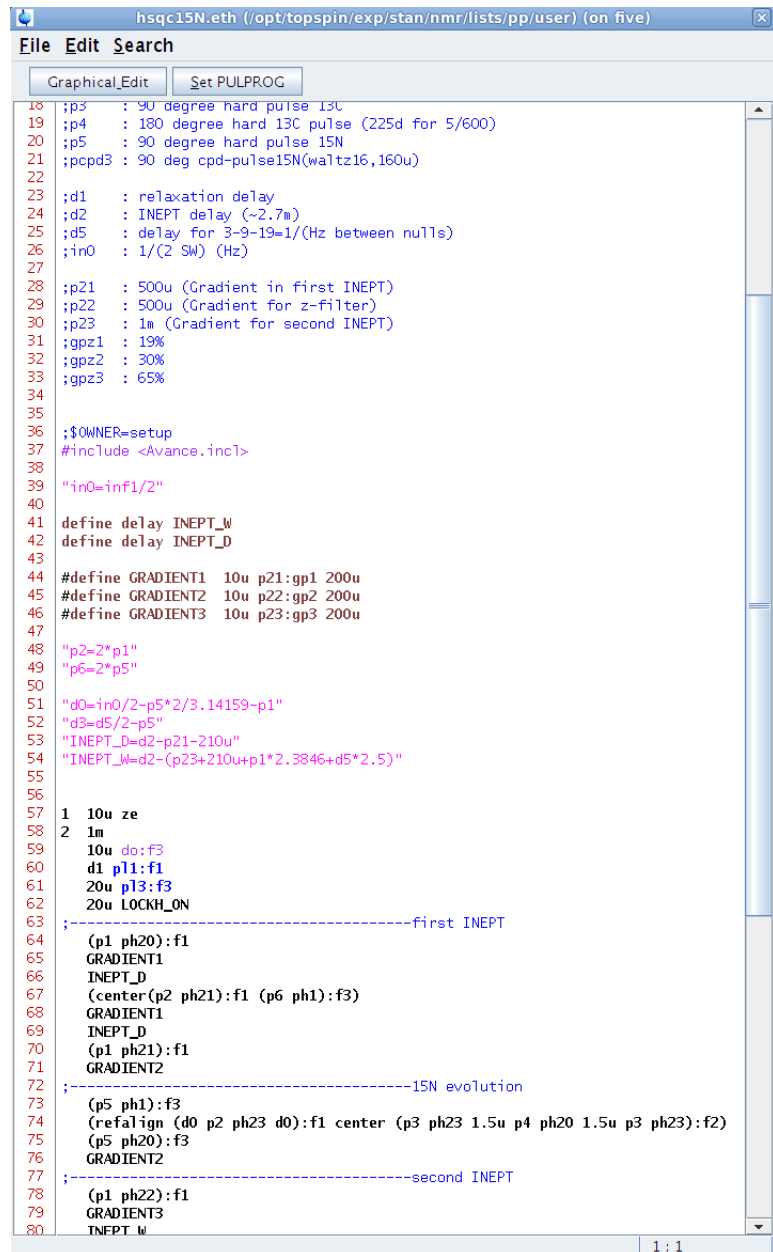 hsqc15N.eth (/opt/topspin/exp/stan/nmr/lists/pp/user) (on five)
File Edit Search
Graphical_Edit Set PULPROG
18 ;p3 : 90 degree hard pulse 13C
19 ;p4 : 180 degree hard 13C pulse (225d for 5/600)
20 ;p5 : 90 degree hard pulse 15N
21 ;pcpd3 : 90 deg cpd-pulse15N(waltz16,160u)
22
23 ;d1 : relaxation delay
24 ;d2 : INEPT delay (~2.7m)
25 ;d5 : delay for 3-9-19=1/(Hz between nulls)
26 ;in0 : 1/(2 SW) (Hz)
27
28 ;p21 : 500u (Gradient in first INEPT)
29 ;p22 : 500u (Gradient for z-filter)
30 ;p23 : 1m (Gradient for second INEPT)
31 ;gpz1 : 19%
32 ;gpz2 : 30%
33 ;gpz3 : 65%
34
35
36 ;$OWNER=setup
37 #include <Avance.incl>
38
39 "in0=inf1/2"
40
41 define delay INEPT_W
42 define delay INEPT_D
43
44 #define GRADIENT1 10u p21:gp1 200u
45 #define GRADIENT2 10u p22:gp2 200u
46 #define GRADIENT3 10u p23:gp3 200u
47
48 "p2=2*p1"
49 "p6=2*p5"
50
51 "d0=in0/2-p5*2/3.14159-p1"
52 "d3=d5/2-p5"
53 "INEPT_D=d2-p21-210u"
54 "INEPT_W=d2-(p23+210u+p1*2.3846+d5*2.5)"
55
56
57 1 10u ze
58 2 1m
59 10u do:f3
60 d1 pl1:f1
61 20u pl3:f3
62 20u LOCKH_ON
63 ;----------------------------------------first INEPT
64 (p1 ph20):f1
65 GRADIENT1
66 INEPT_D
67 (center(p2 ph21):f1 (p6 ph1):f3)
68 GRADIENT1
69 INEPT_D
70 (p1 ph21):f1
71 GRADIENT2
72 ;----------------------------------------15N evolution
73 (p5 ph1):f3
74 (refalign (d0 p2 ph23 d0):f1 center (p3 ph23 1.5u p4 ph20 1.5u p3 ph23):f2)
75 (p5 ph20):f3
76 GRADIENT2
77 ;----------------------------------------second INEPT
78 (p1 ph22):f1
79 GRADIENT3
80 INEPT_W
1 : 1